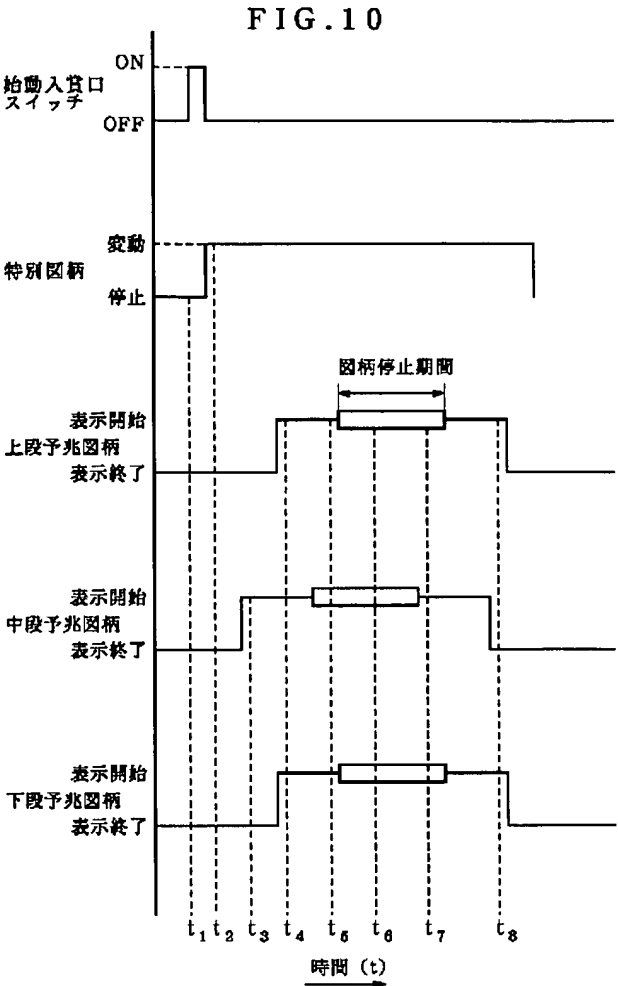 FIG.10
ON
始動入賞口
スイッチ
OFF
変動
特別図柄
停止
図柄停止期間
表示開始
上段予兆図柄
表示終了
表示開始
中段予兆図柄
表示終了
表示開始
下段予兆図柄
表示終了
t1 t2 t3 t4 t5 t6 t7 t8
時間 (t)